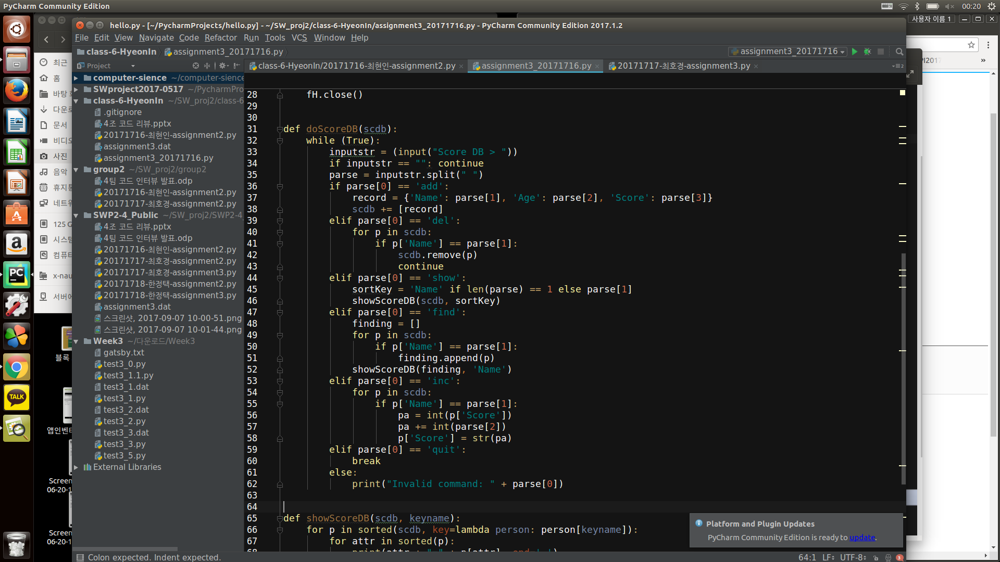 PyCharm Community Edition
00:20
hello.py - [~/PycharmProjects/hello.py] - ~/SW_proj2/class-6-HyeonIn/assignment3_20171716.py - PyCharm Community Edition 2017.1.2
사용자 이름 1
File Edit View Navigate Code Refactor Run Tools VCS Window Help
class-6-HyeonIn assignment3_20171716.py
assignment3_20171716
Project
class-6-HyeonIn/20171716-최현인-assignment2.py
assignment3_20171716.py
20171717-최호경-assignment3.py
최근
홈
바탕
다운로
문서
비디오
사진
음악
휴지통
네트워
125 G
시스템
컴퓨터
x-nau
서버에
computer-sience ~/computer-sience
SWproject2017-0517 ~/PycharmPro
class-6-HyeonIn ~/SW_proj2/class-6
.gitignore
4조 코드 리뷰.pptx
20171716-최현인-assignment2.py
assignment3.dat
assignment3_20171716.py
group2 ~/SW_proj2/group2
4팀 코드 인터뷰 발표.odp
20171716-최현인-assignment2.py
20171717-최호경-assignment2.py
SWP2-4_Public ~/SW_proj2/SWP2-4
4조 코드 리뷰.pptx
4팀 코드 인터뷰 발표.odp
20171716-최현인-assignment2.py
20171717-최호경-assignment2.py
20171717-최호경-assignment3.py
20171718-한정택-assignment2.py
20171718-한정택-assignment3.py
assignment3.dat
스크린샷, 2017-09-07 10-00-51.png
스크린샷, 2017-09-07 10-01-44.png
Week3 ~/다운로드/Week3
gatsby.txt
test3_0.py
test3_1.1.py
test3_1.dat
test3_1.py
test3_2.dat
test3_2.py
test3_3.dat
test3_3.py
test3_5.py
External Libraries
블록
앱인벤터
Screen
06-20-1
Screen
06-20-1
28 fH.close()
29
30
31 def doScoreDB(scdb):
32 while (True):
33 inputstr = (input("Score DB > "))
34 if inputstr == "": continue
35 parse = inputstr.split(" ")
36 if parse[0] == 'add':
37 record = {'Name': parse[1], 'Age': parse[2], 'Score': parse[3]}
38 scdb += [record]
39 elif parse[0] == 'del':
40 for p in scdb:
41 if p['Name'] == parse[1]:
42 scdb.remove(p)
43 continue
44 elif parse[0] == 'show':
45 sortKey = 'Name' if len(parse) == 1 else parse[1]
46 showScoreDB(scdb, sortKey)
47 elif parse[0] == 'find':
48 finding = []
49 for p in scdb:
50 if p['Name'] == parse[1]:
51 finding.append(p)
52 showScoreDB(finding, 'Name')
53 elif parse[0] == 'inc':
54 for p in scdb:
55 if p['Name'] == parse[1]:
56 pa = int(p['Score'])
57 pa += int(parse[2])
58 p['Score'] = str(pa)
59 elif parse[0] == 'quit':
60 break
61 else:
62 print("Invalid command: " + parse[0])
63
64
65 def showScoreDB(scdb, keyname):
66 for p in sorted(scdb, key=lambda person: person[keyname]):
67 for attr in sorted(p):
Platform and Plugin Updates
PyCharm Community Edition is ready to update.
Colon expected. Indent expected.
64:1 LF UTF-8
3
PC
TALK